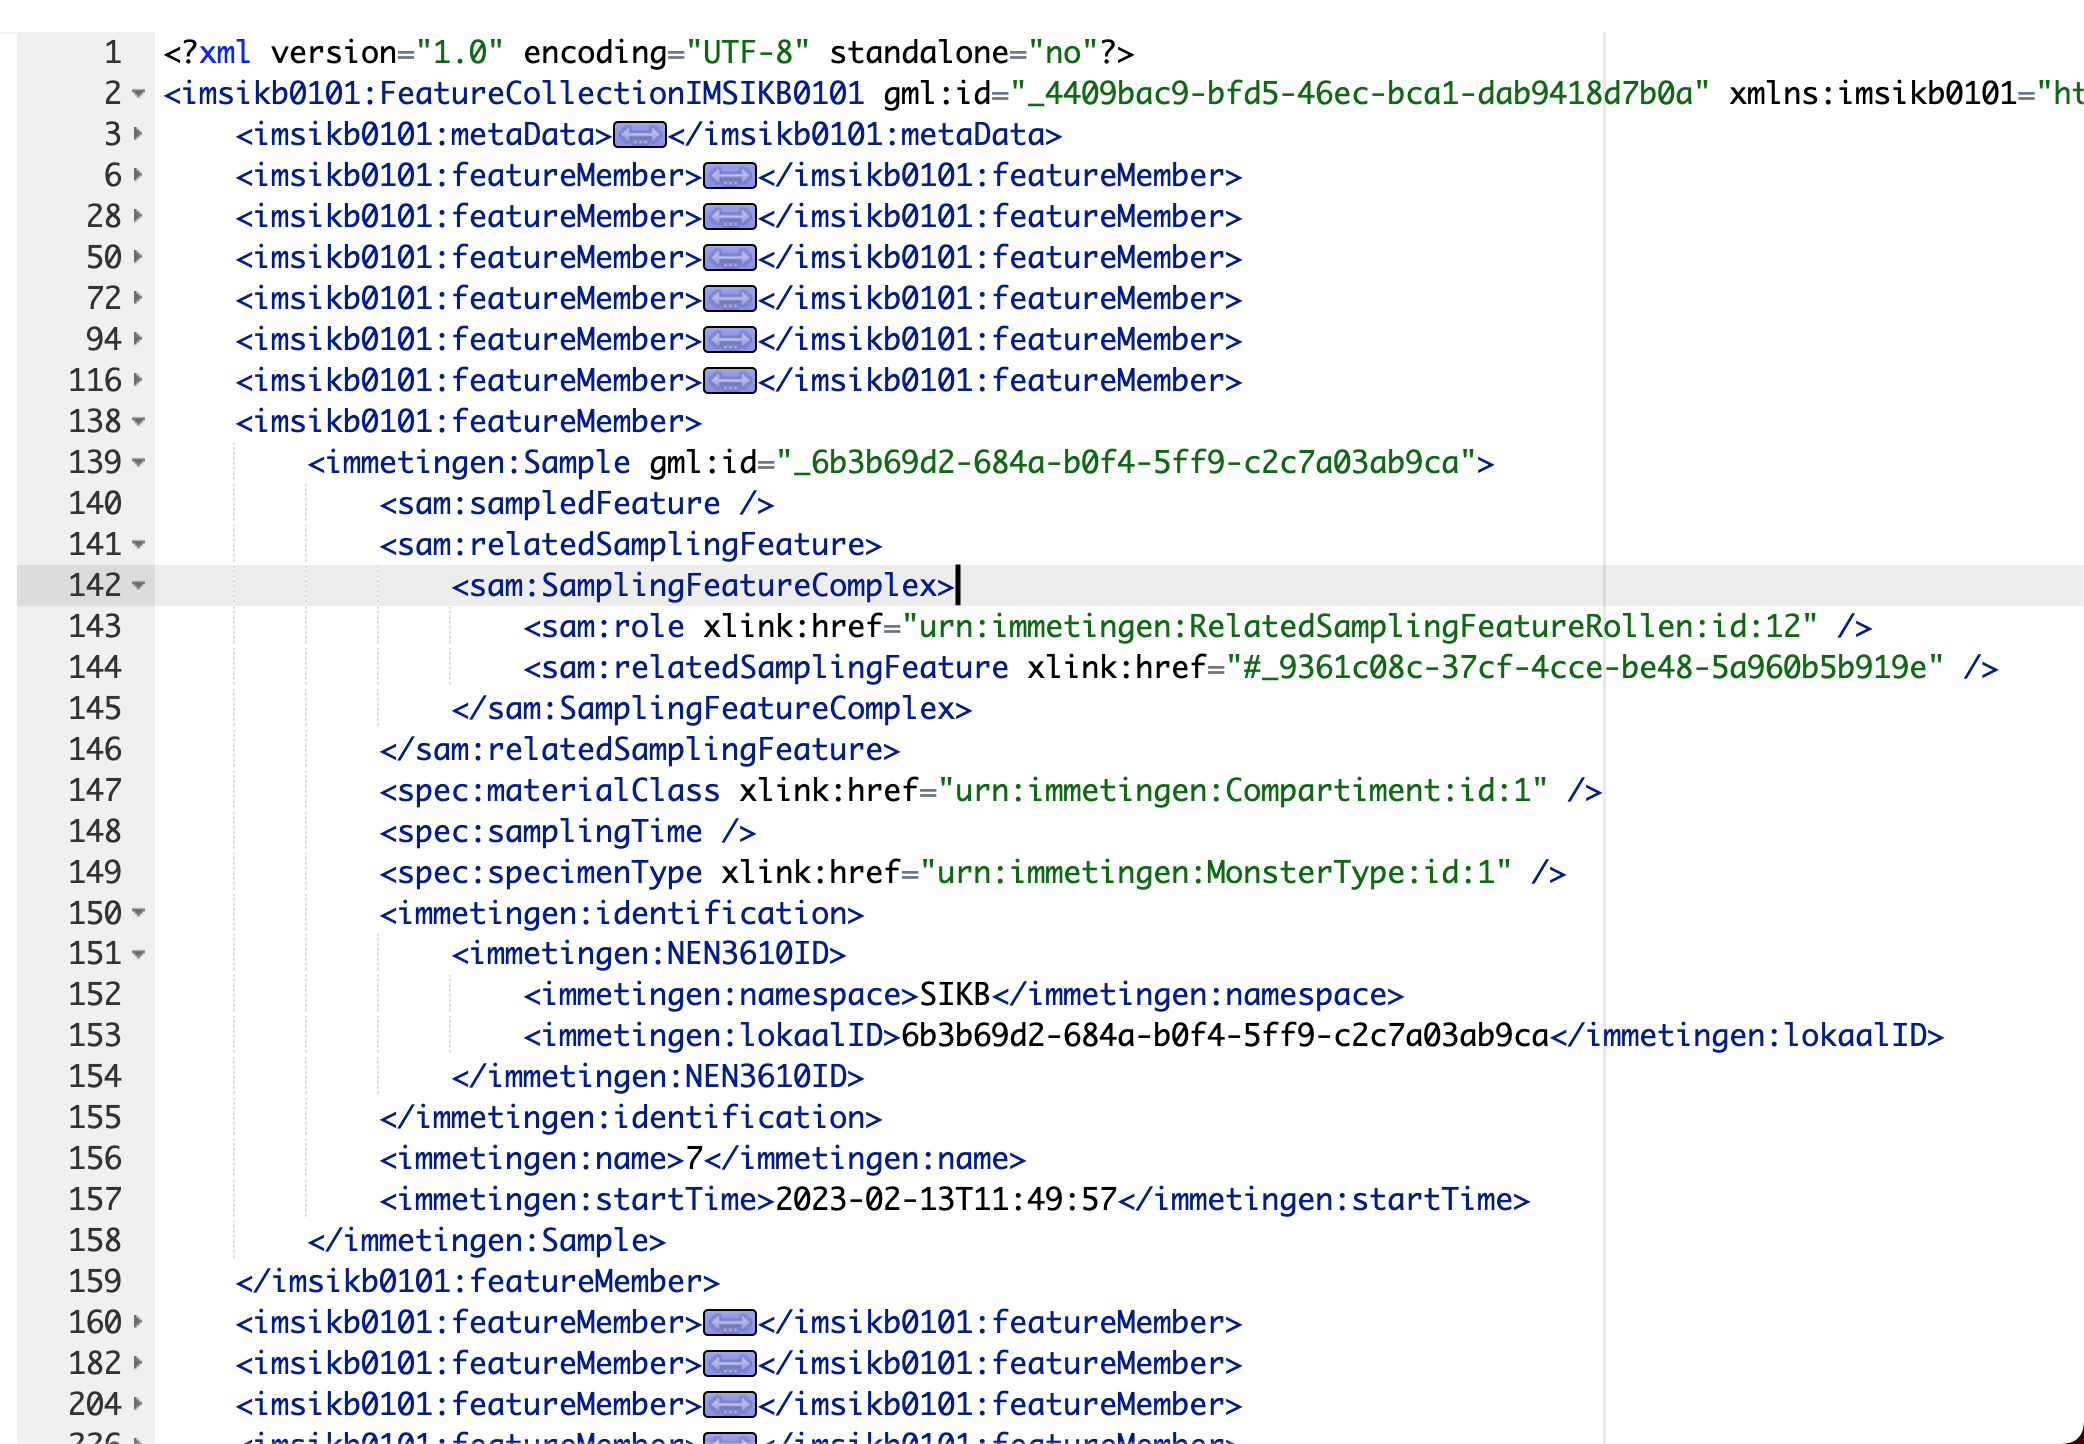 1 <?xml version="1.0" encoding="UTF-8" standalone="no"?>
2 <imsikb0101:FeatureCollectionIMSIKB0101 gml:id="_4409bac9-bfd5-46ec-bca1-dab9418d7b0a" xmlns:imsikb0101="ht
3 <imsikb0101:metaData></imsikb0101:metaData>
6 <imsikb0101:featureMember></imsikb0101:featureMember>
28 <imsikb0101:featureMember></imsikb0101:featureMember>
50 <imsikb0101:featureMember></imsikb0101:featureMember>
72 <imsikb0101:featureMember></imsikb0101:featureMember>
94 <imsikb0101:featureMember></imsikb0101:featureMember>
116 <imsikb0101:featureMember></imsikb0101:featureMember>
138 <imsikb0101:featureMember>
139 <immetingen:Sample gml:id="_6b3b69d2-684a-b0f4-5ff9-c2c7a03ab9ca">
140 <sam:sampledFeature />
141 <sam:relatedSamplingFeature>
142 <sam:SamplingFeatureComplex>
143 <sam:role xlink:href="urn:immetingen:RelatedSamplingFeatureRollen:id:12" />
144 <sam:relatedSamplingFeature xlink:href="#_9361c08c-37cf-4cce-be48-5a960b5b919e" />
145 </sam:SamplingFeatureComplex>
146 </sam:relatedSamplingFeature>
147 <spec:materialClass xlink:href="urn:immetingen:Compartiment:id:1" />
148 <spec:samplingTime />
149 <spec:specimenType xlink:href="urn:immetingen:MonsterType:id:1" />
150 <immetingen:identification>
151 <immetingen:NEN3610ID>
152 <immetingen:namespace>SIKB</immetingen:namespace>
153 <immetingen:lokaalID>6b3b69d2-684a-b0f4-5ff9-c2c7a03ab9ca</immetingen:lokaalID>
154 </immetingen:NEN3610ID>
155 </immetingen:identification>
156 <immetingen:name>7</immetingen:name>
157 <immetingen:startTime>2023-02-13T11:49:57</immetingen:startTime>
158 </immetingen:Sample>
159 </imsikb0101:featureMember>
160 <imsikb0101:featureMember></imsikb0101:featureMember>
182 <imsikb0101:featureMember></imsikb0101:featureMember>
204 <imsikb0101:featureMember></imsikb0101:featureMember>
226 <imsikb0101:featureMember></imsikb0101:featureMember>